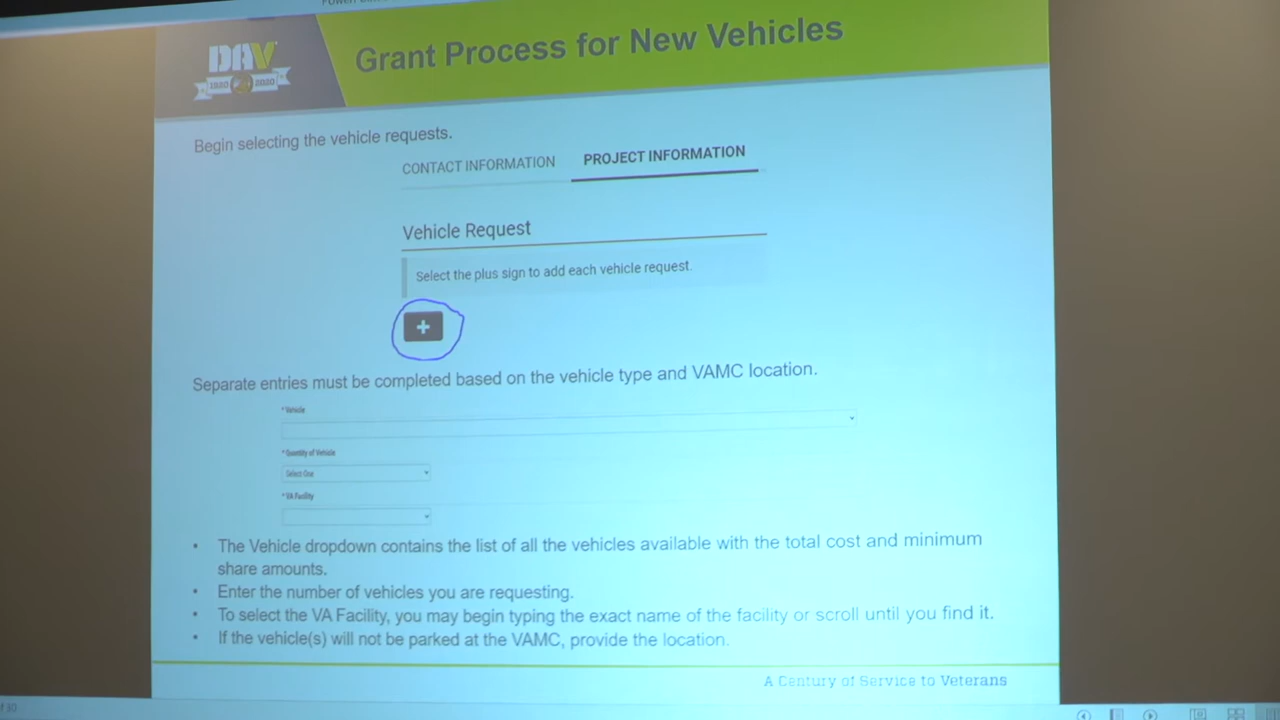 DAV
1920 2020
Grant Process for New Vehicles
Begin selecting the vehicle requests.
CONTACT INFORMATION PROJECT INFORMATION
Vehicle Request
Select the plus sign to add each vehicle request.
+
Separate entries must be completed based on the vehicle type and VAMC location.
* Vehicle
* Quantity of Vehicle
Select One
* VA Facility
• The Vehicle dropdown contains the list of all the vehicles available with the total cost and minimum
share amounts.
• Enter the number of vehicles you are requesting.
• To select the VA Facility, you may begin typing the exact name of the facility or scroll until you find it.
• If the vehicle(s) will not be parked at the VAMC, provide the location.
A Century of Service to Veterans